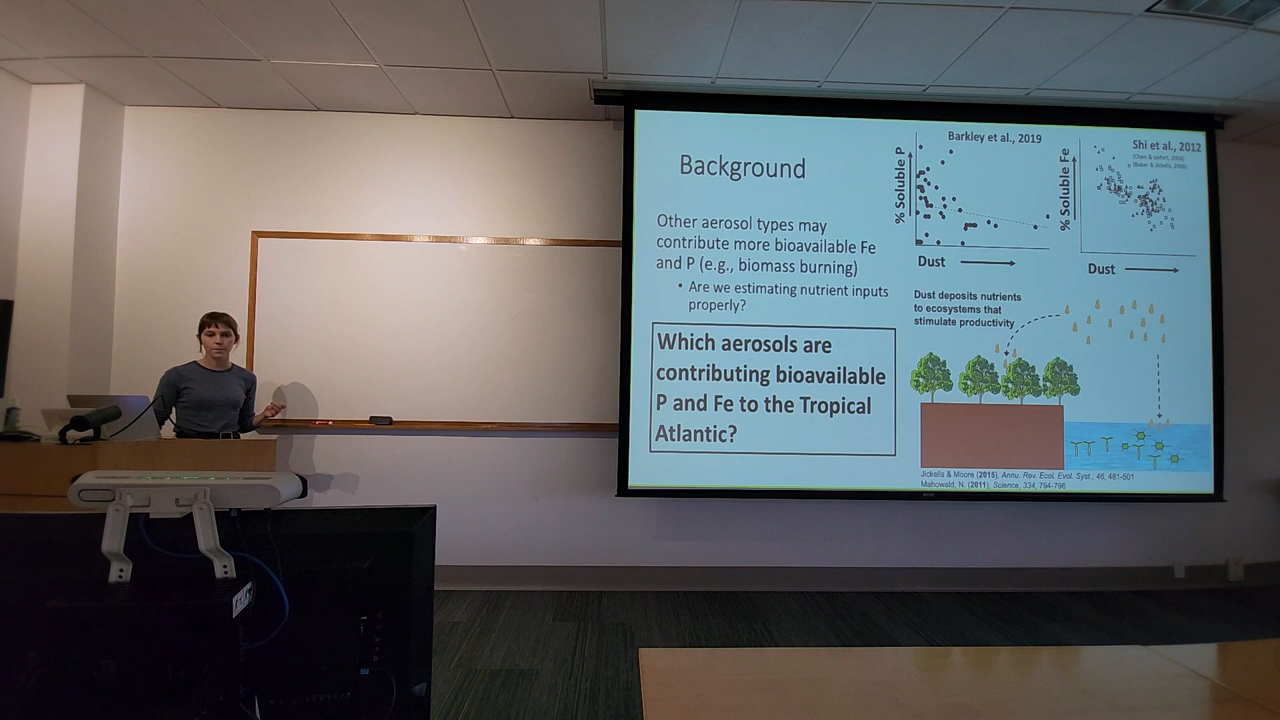 Background
Other aerosol types may
contribute more bioavailable Fe
and P (e.g., biomass burning)
• Are we estimating nutrient inputs
properly?
Which aerosols are
contributing bioavailable
P and Fe to the Tropical
Atlantic?
Barkley et al., 2019
% Soluble P
Dust
Shi et al., 2012
(Baker & Jickells, 2006)
% Soluble Fe
Dust
Dust deposits nutrients
to ecosystems that
stimulate productivity
Jickells & Moore (2015), Annu. Rev. Ecol. Evol. Syst., 46, 481-501
Mahowald, N. (2011), Science, 334, 794-796